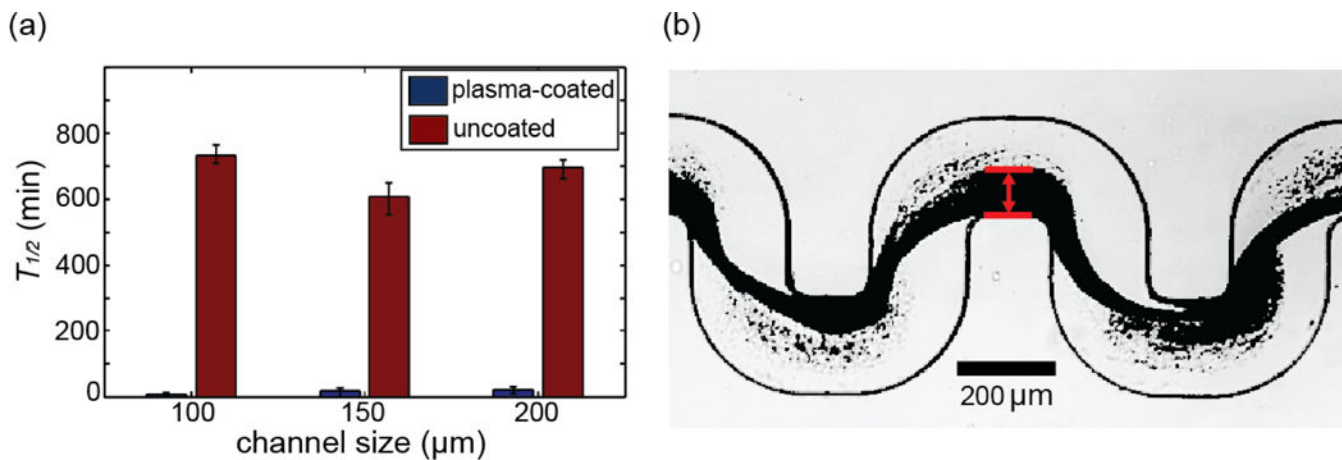 (a)
(b)
plasma-coated
uncoated
800
600
400
200
0
T1/2 (min)
100
150
200
channel size (μm)
200 μm